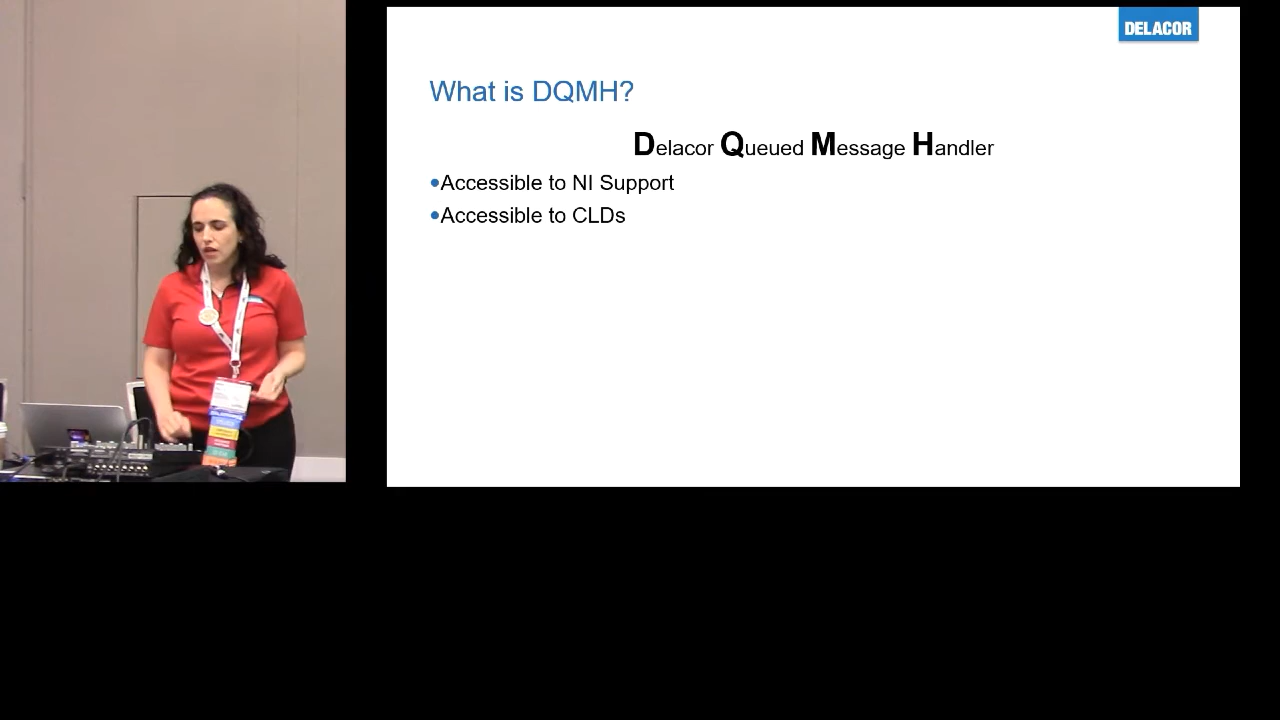 DELACOR
What is DQMH?
Delacor Queued Message Handler
•Accessible to NI Support
•Accessible to CLDs